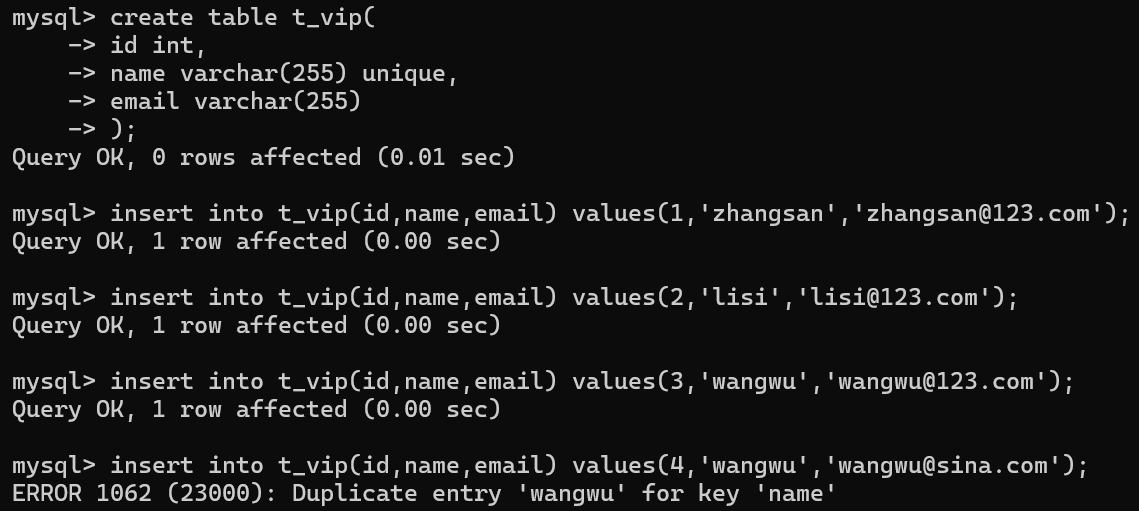 mysql> create table t_vip(
    -> id int,
    -> name varchar(255) unique,
    -> email varchar(255)
    -> );
Query OK, 0 rows affected (0.01 sec)

mysql> insert into t_vip(id,name,email) values(1,'zhangsan','zhangsan@123.com');
Query OK, 1 row affected (0.00 sec)

mysql> insert into t_vip(id,name,email) values(2,'lisi','lisi@123.com');
Query OK, 1 row affected (0.00 sec)

mysql> insert into t_vip(id,name,email) values(3,'wangwu','wangwu@123.com');
Query OK, 1 row affected (0.00 sec)

mysql> insert into t_vip(id,name,email) values(4,'wangwu','wangwu@sina.com');
ERROR 1062 (23000): Duplicate entry 'wangwu' for key 'name'